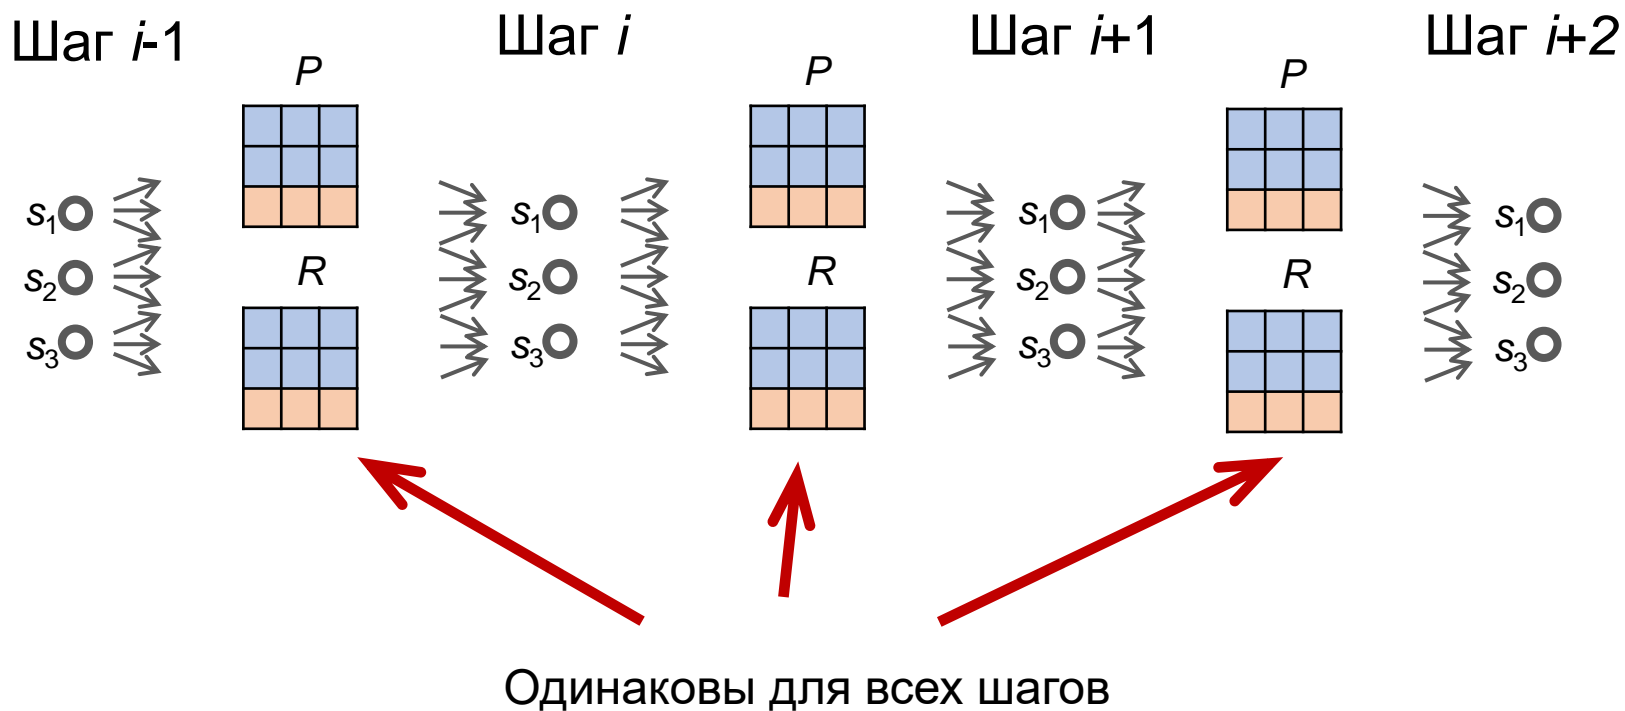 Шаг i-1 Шаг i Шаг i+1 Шаг i+2
P P P
s1 s1 s1 s1
R R R
s2 s2 s2 s2
s3 s3 s3 s3
Одинаковы для всех шагов